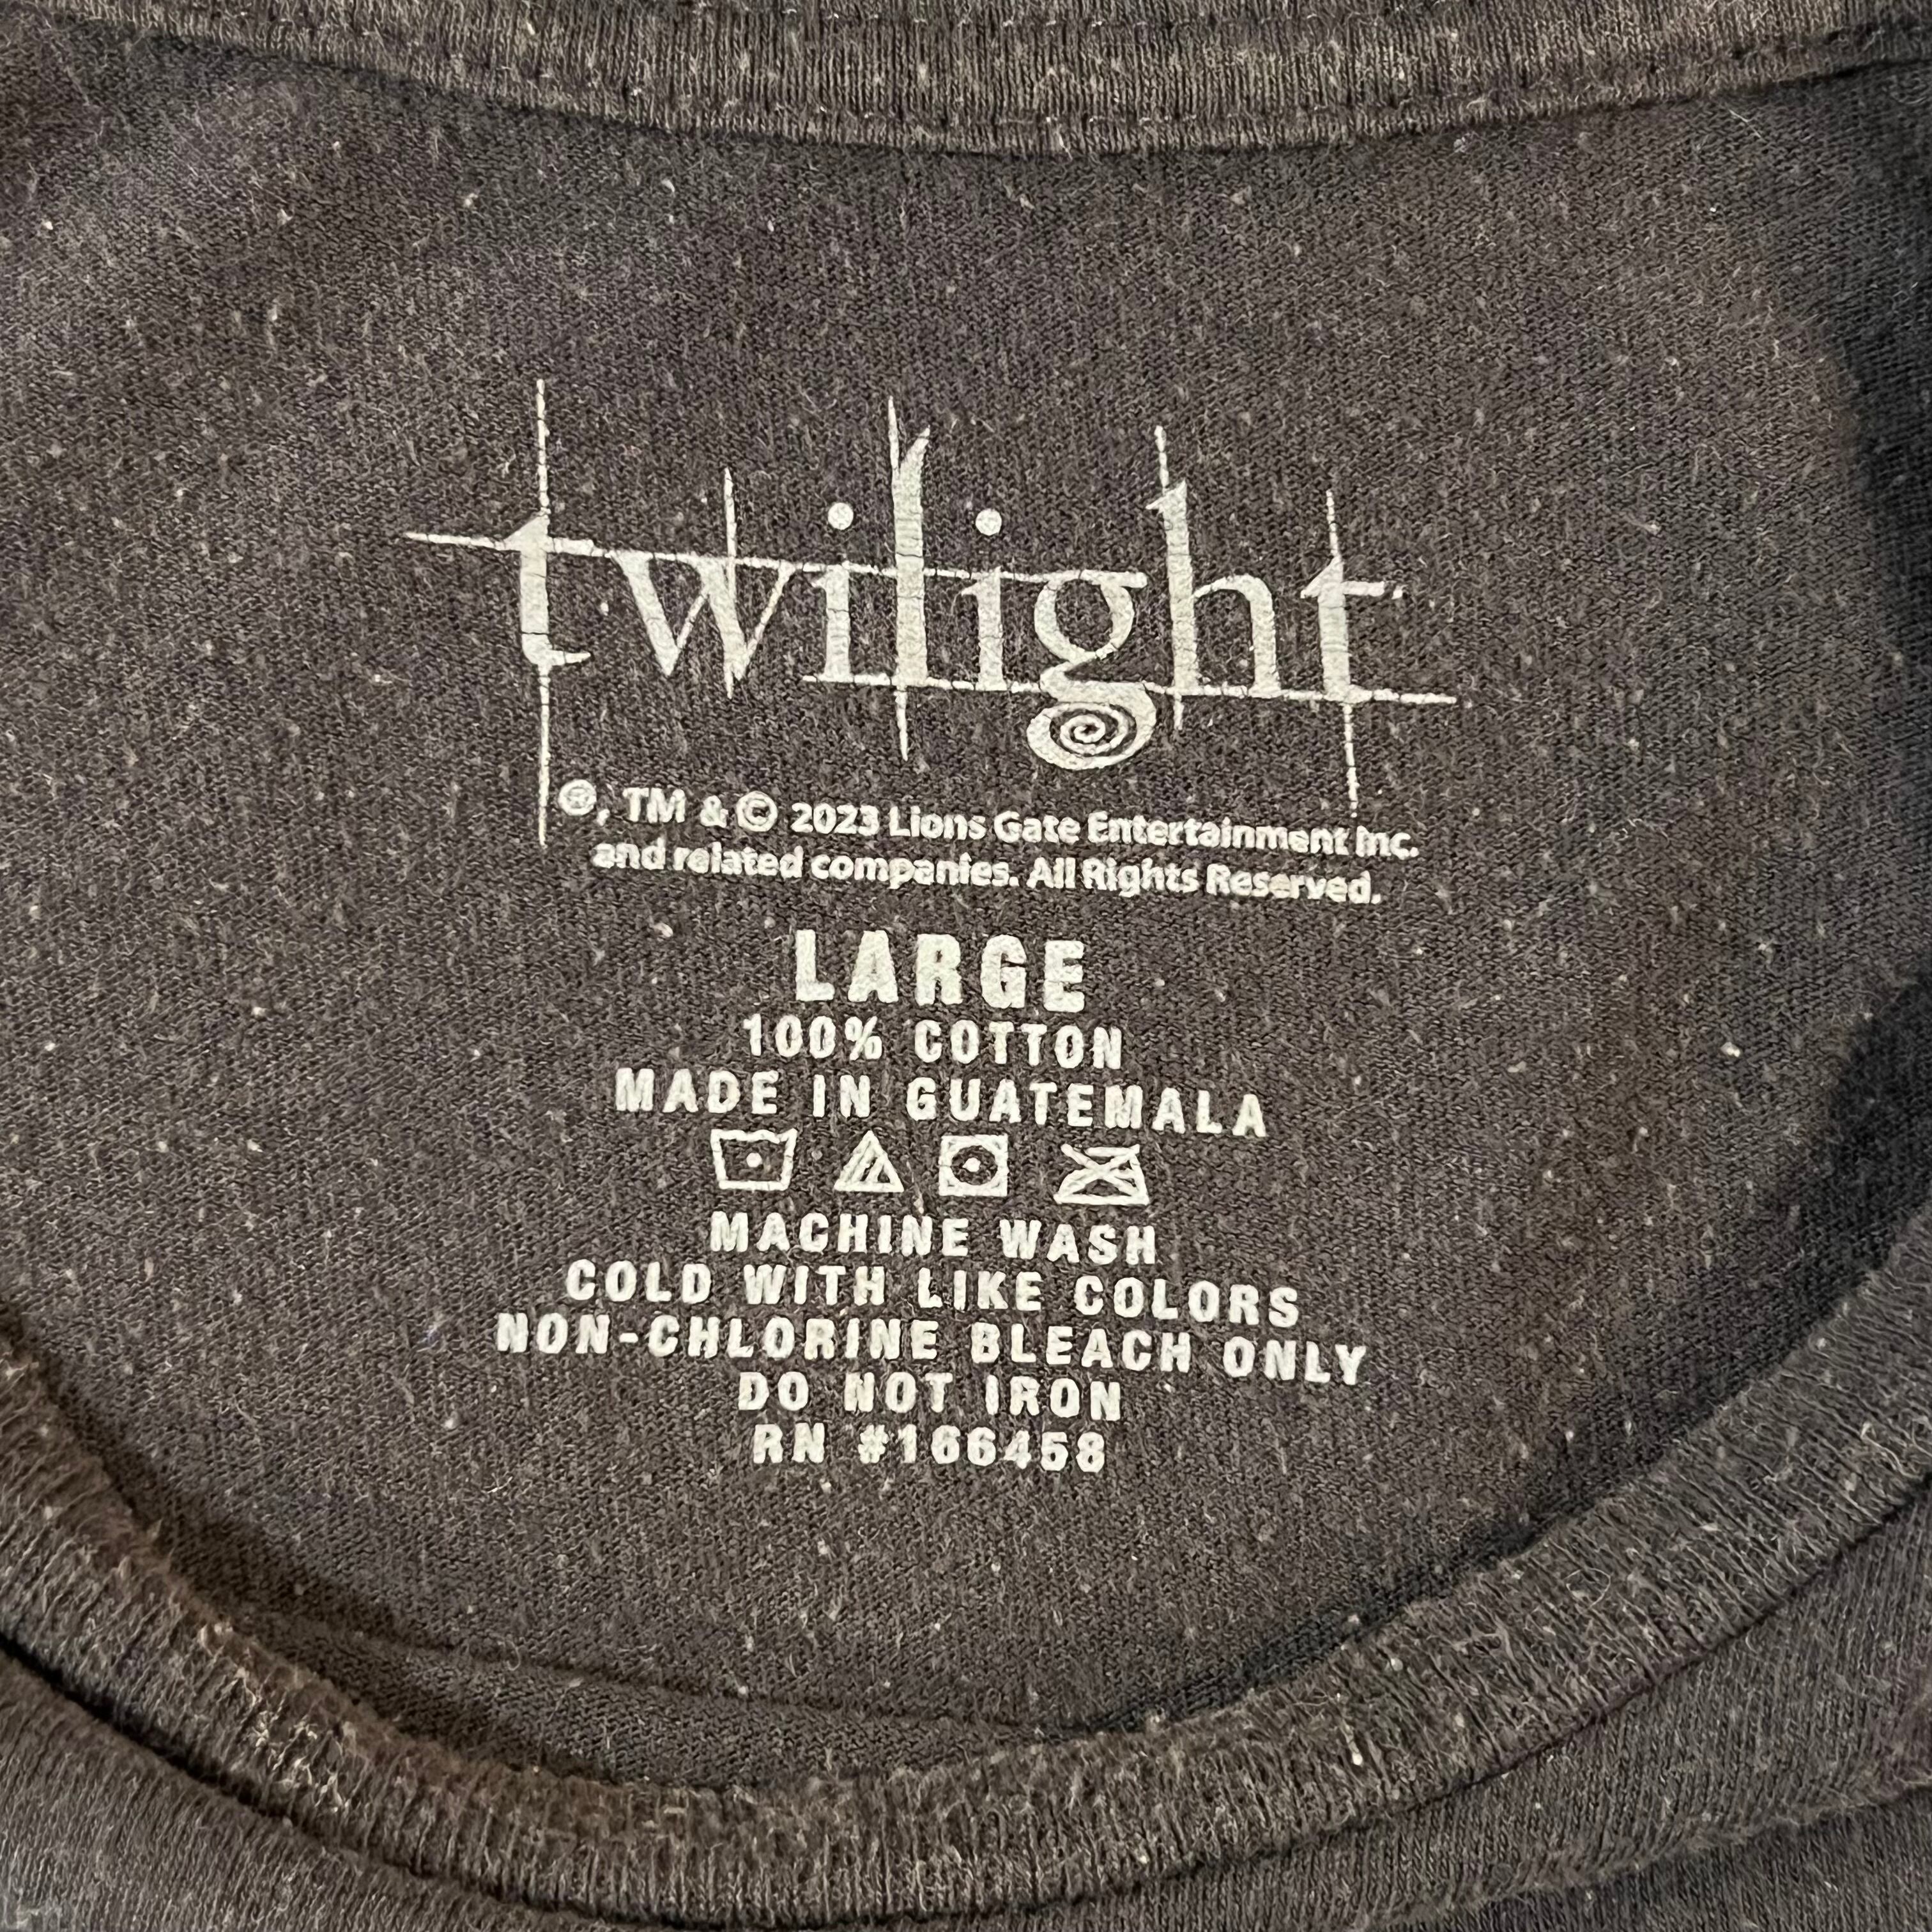 twilight
®, TM & © 2023 Lions Gate Entertainment Inc.
and related companies. All Rights Reserved.
LARGE
100% COTTON
MADE IN GUATEMALA
MACHINE WASH
COLD WITH LIKE COLORS
NON-CHLORINE BLEACH ONLY
DO NOT IRON
RN #166458